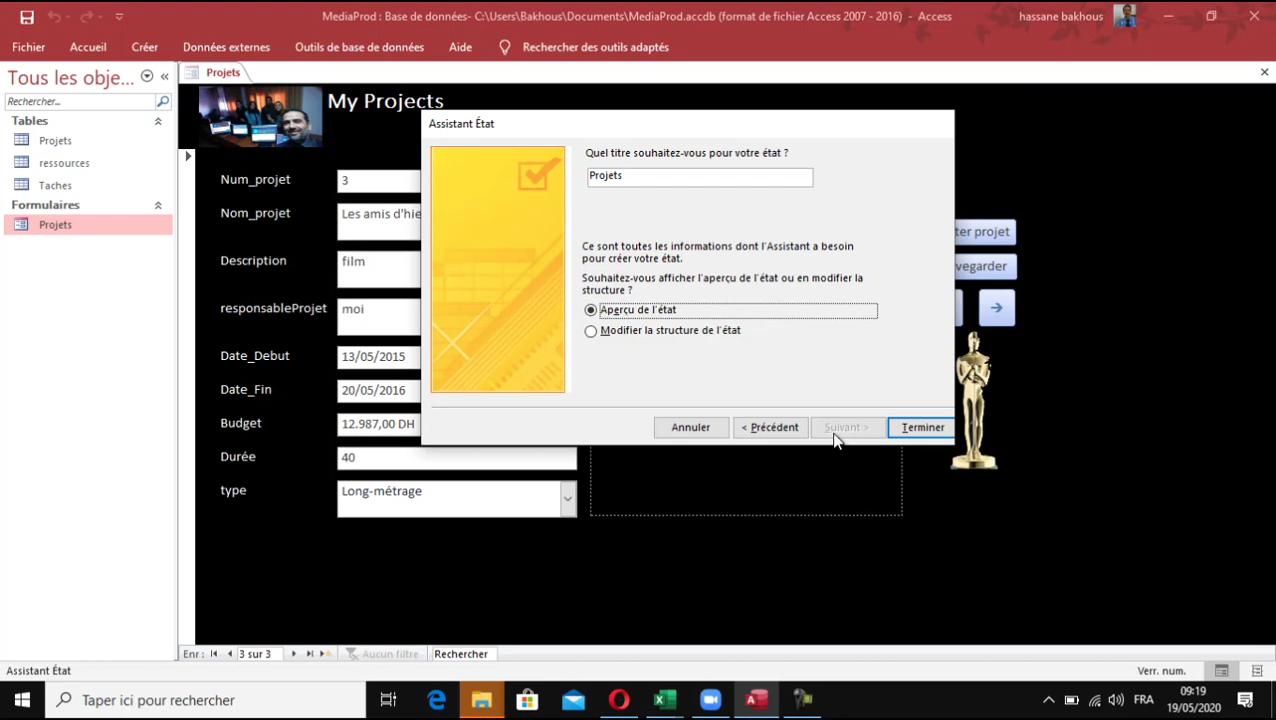 MediaProd : Base de données- C:\Users\Bakhous\Documents\MediaProd.accdb (format de fichier Access 2007 - 2016) - Access
hassane bakhous
Fichier Accueil Créer Données externes Outils de base de données Aide Rechercher des outils adaptés
Tous les obje... «
Projets
Rechercher...
My Projects
Tables
Projets
ressources
Taches
Formulaires
Projets
Assistant État
Quel titre souhaitez-vous pour votre état ?
Projets
Ce sont toutes les informations dont l'Assistant a besoin
pour créer votre état.
Souhaitez-vous afficher l'aperçu de l'état ou en modifier la
structure ?
Aperçu de l'état
Modifier la structure de l'état
Annuler < Précédent Suivant > Terminer
Num_projet 3
Nom_projet Les amis d'hie
ter projet
Description film
vegarder
responsableProjet moi
Date_Debut 13/05/2015
Date_Fin 20/05/2016
Budget 12.987,00 DH
Durée 40
type Long-métrage
Enr : 3 sur 3 Aucun filtre Rechercher
Assistant État
Verr. num.
Taper ici pour rechercher
FRA
09:19
19/05/2020